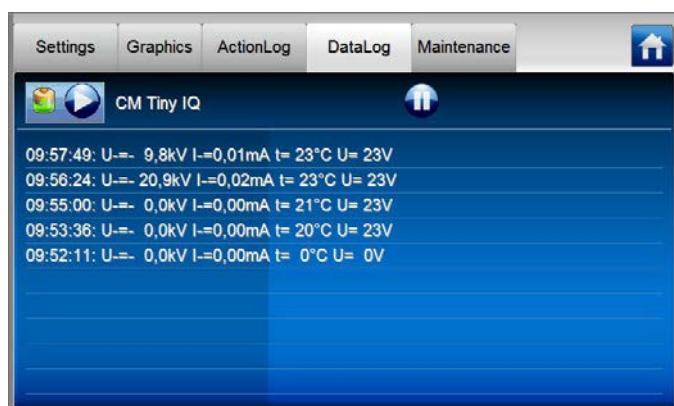 Settings Graphics ActionLog DataLog Maintenance
CM Tiny IQ
09:57:49: U-=- 9,8kV I-=0,01mA t= 23°C U= 23V
09:56:24: U-=- 20,9kV I-=0,02mA t= 23°C U= 23V
09:55:00: U-=- 0,0kV I-=0,00mA t= 21°C U= 23V
09:53:36: U-=- 0,0kV I-=0,00mA t= 20°C U= 23V
09:52:11: U-=- 0,0kV I-=0,00mA t= 0°C U= 0V